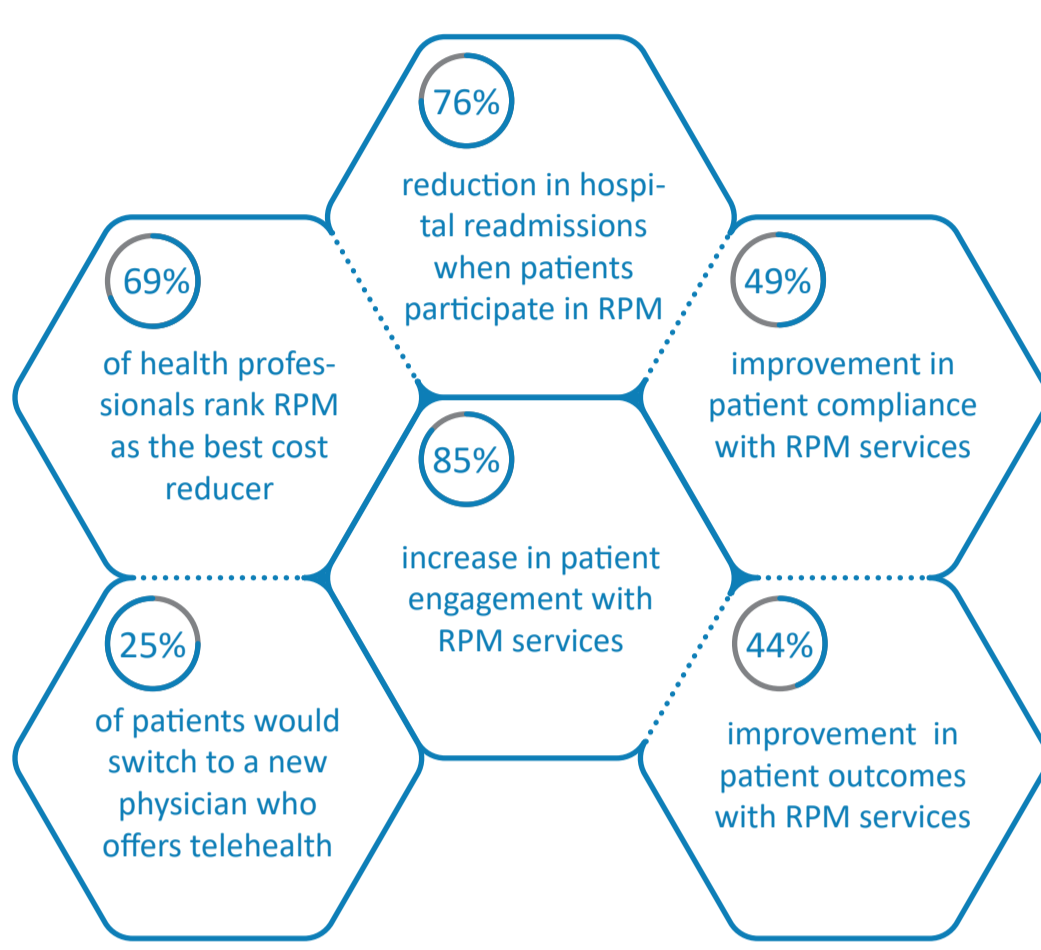 76%
reduction in hospi-
tal readmissions
when patients
participate in RPM
69%
of health profes-
sionals rank RPM
as the best cost
reducer
49%
improvement in
patient compliance
with RPM services
85%
increase in patient
engagement with
RPM services
25%
of patients would
switch to a new
physician who
offers telehealth
44%
improvement  in
patient outcomes
with RPM services